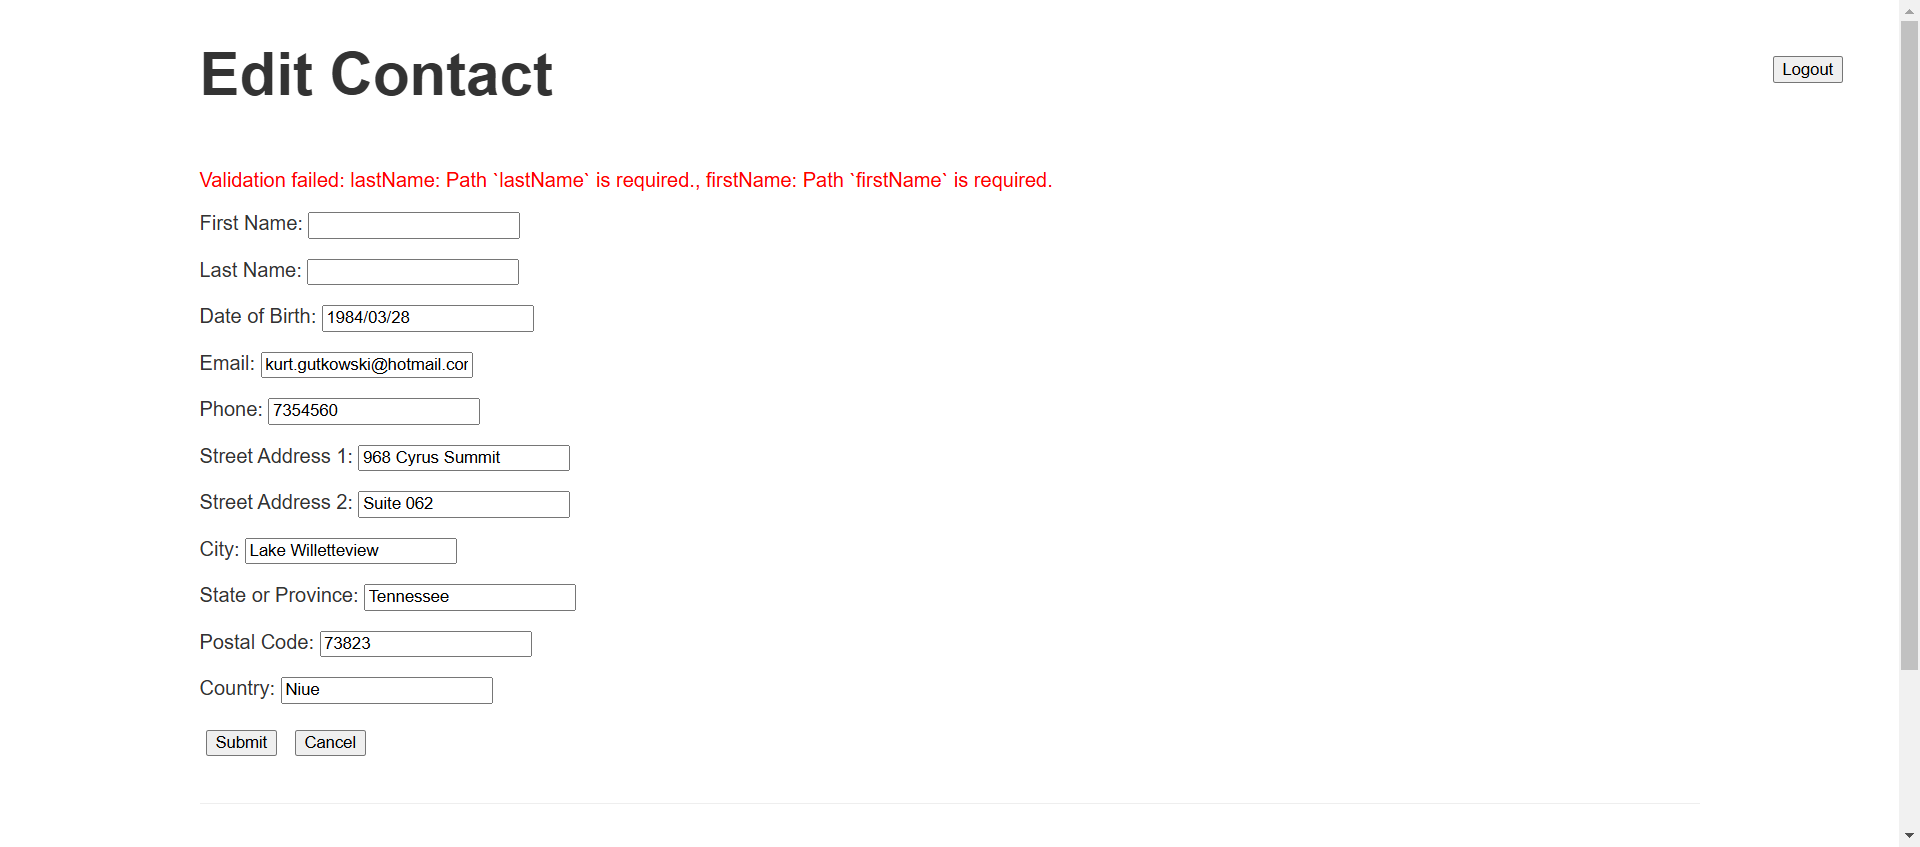 Edit Contact
Logout
Validation failed: lastName: Path `lastName` is required., firstName: Path `firstName` is required.
First Name:
Last Name:
Date of Birth: 1984/03/28
Email: kurt.gutkowski@hotmail.com
Phone: 7354560
Street Address 1: 968 Cyrus Summit
Street Address 2: Suite 062
City: Lake Willetteview
State or Province: Tennessee
Postal Code: 73823
Country: Niue
Submit Cancel